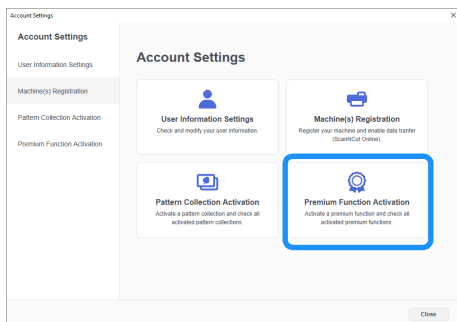 Account Settings
Account Settings
User Information Settings
Machine(s) Registration
Pattern Collection Activation
Premium Function Activation
Account Settings
User Information Settings
Check and modify your user information.
Machine(s) Registration
Register your machine and enable data tranfer
(ScanNCut Online).
Pattern Collection Activation
Activate a pattern collection and check all
activated pattern collections.
Premium Function Activation
Activate a premium function and check all
activated premium functions.
Close